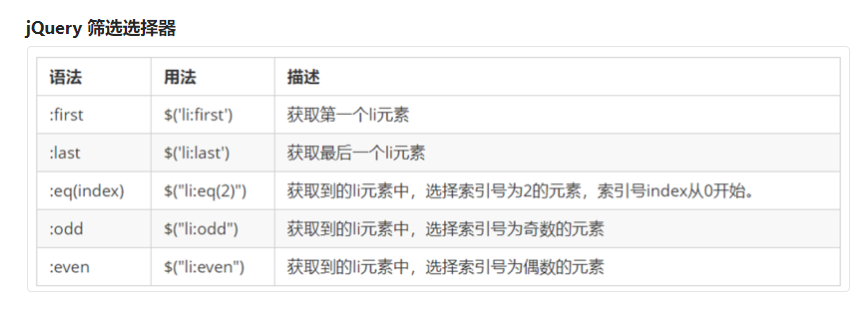 jQuery 筛选选择器
语法 用法 描述
:first $('li:first') 获取第一个li元素
:last $('li:last') 获取最后一个li元素
:eq(index) $("li:eq(2)") 获取到的li元素中，选择索引号为2的元素，索引号index从0开始。
:odd $("li:odd") 获取到的li元素中，选择索引号为奇数的元素
:even $("li:even") 获取到的li元素中，选择索引号为偶数的元素